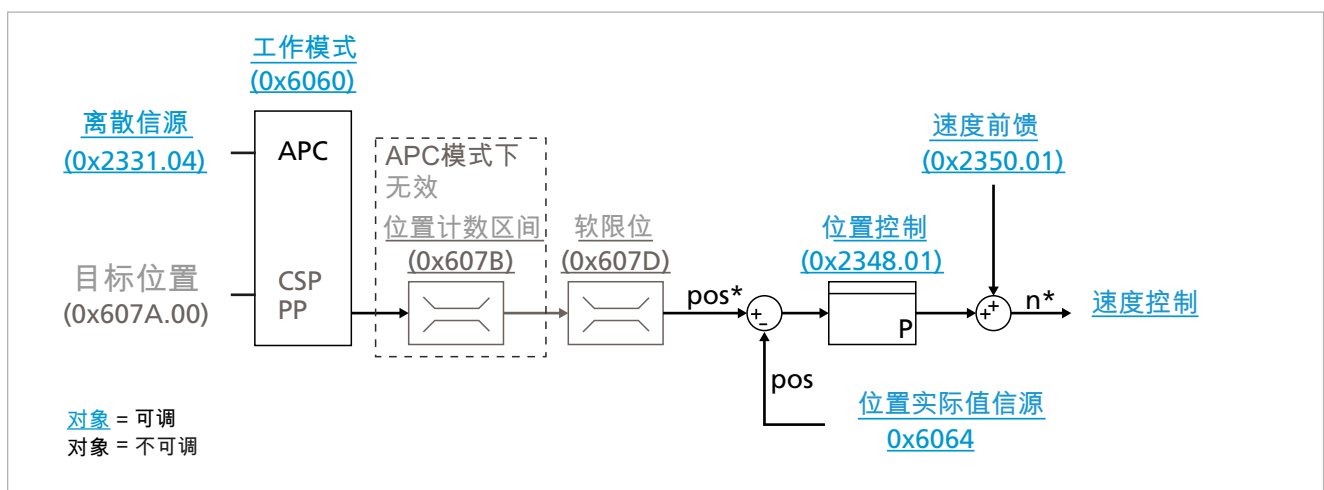 工作模式
(0x6060)
离散信源
(0x2331.04)
APC
APC模式下
无效
速度前馈
(0x2350.01)
位置计数区间
(0x607B)
软限位
(0x607D)
位置控制
(0x2348.01)
目标位置
(0x607A.00)
CSP
PP
pos*
+
-
P
+
+
n*
速度控制
pos
位置实际值信源
0x6064
对象 = 可调
对象 = 不可调